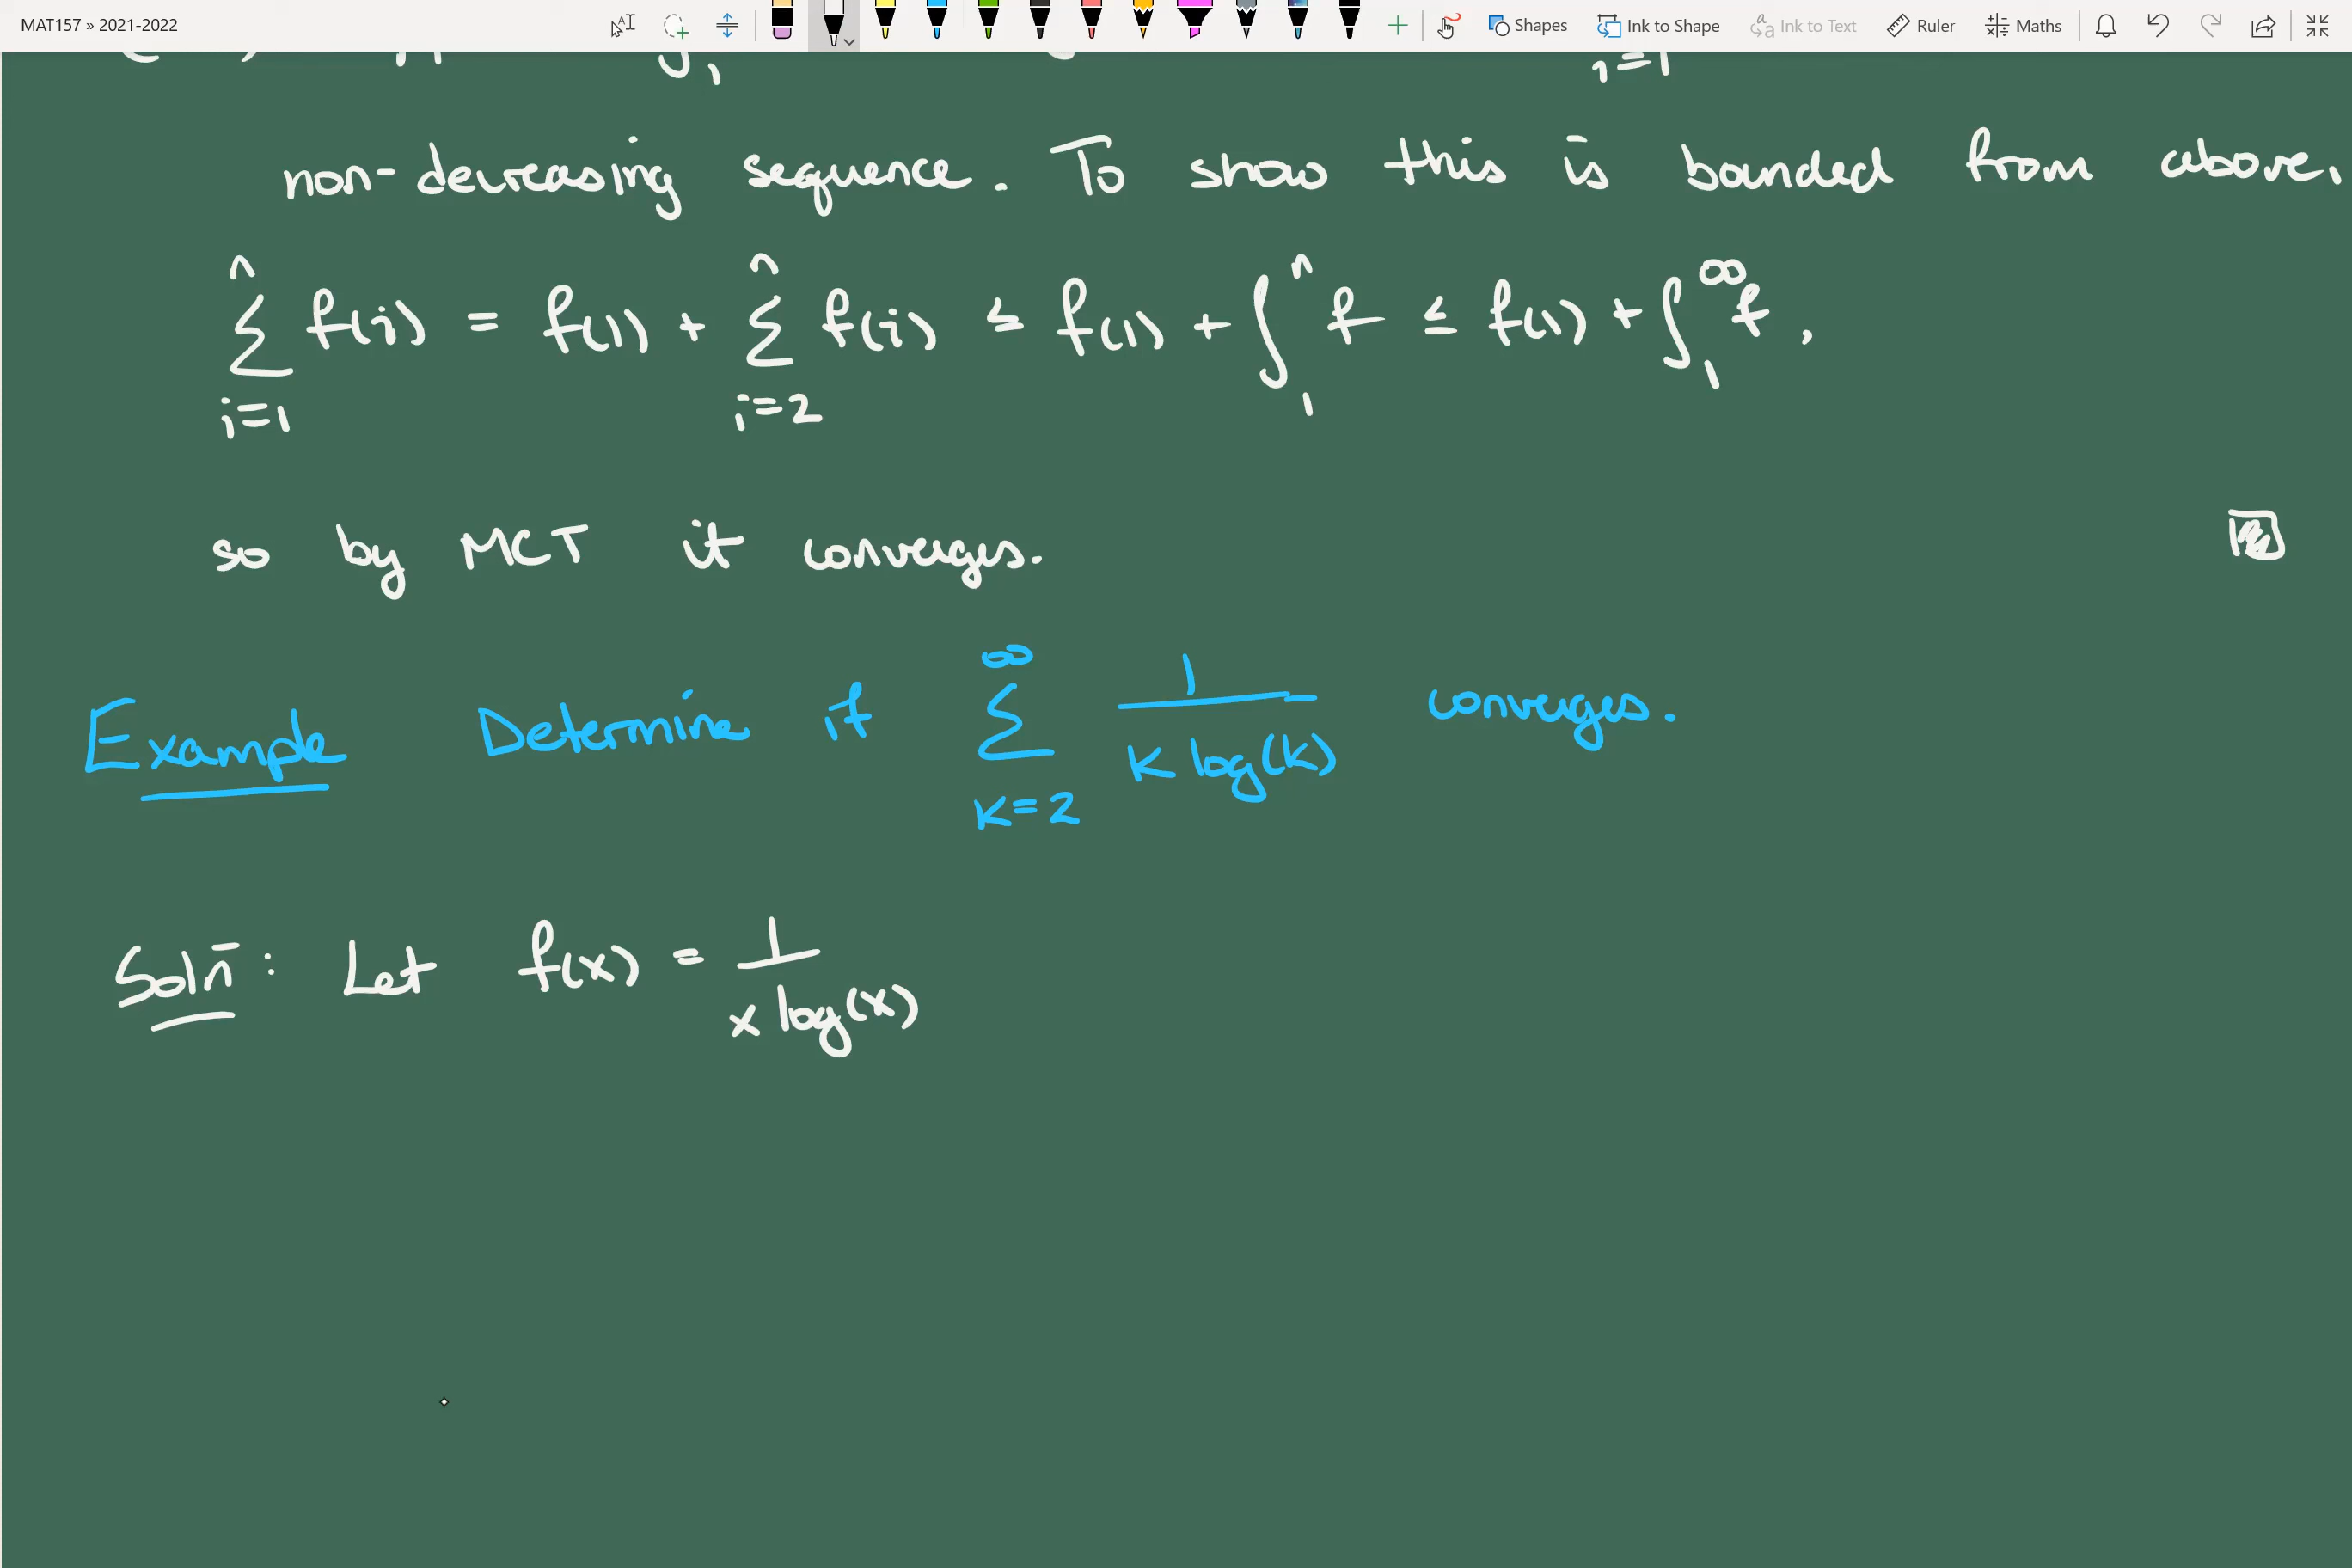 MAT157 » 2021-2022 Shapes Ink to Shape Ink to Text Ruler Maths
i=1
non-decreasing sequence. To show this is bounded from above,
n n n ∞
∑ f(i) = f(1) + ∑ f(i) ≤ f(1) + ∫ f ≤ f(1) + ∫ f,
i=1 i=2 1 1
so by MCT it converges.
Example Determine if ∑_{k=2}^{∞} 1/(k log(k)) converges.
Soln̄: Let f(x) = 1/(x log(x))